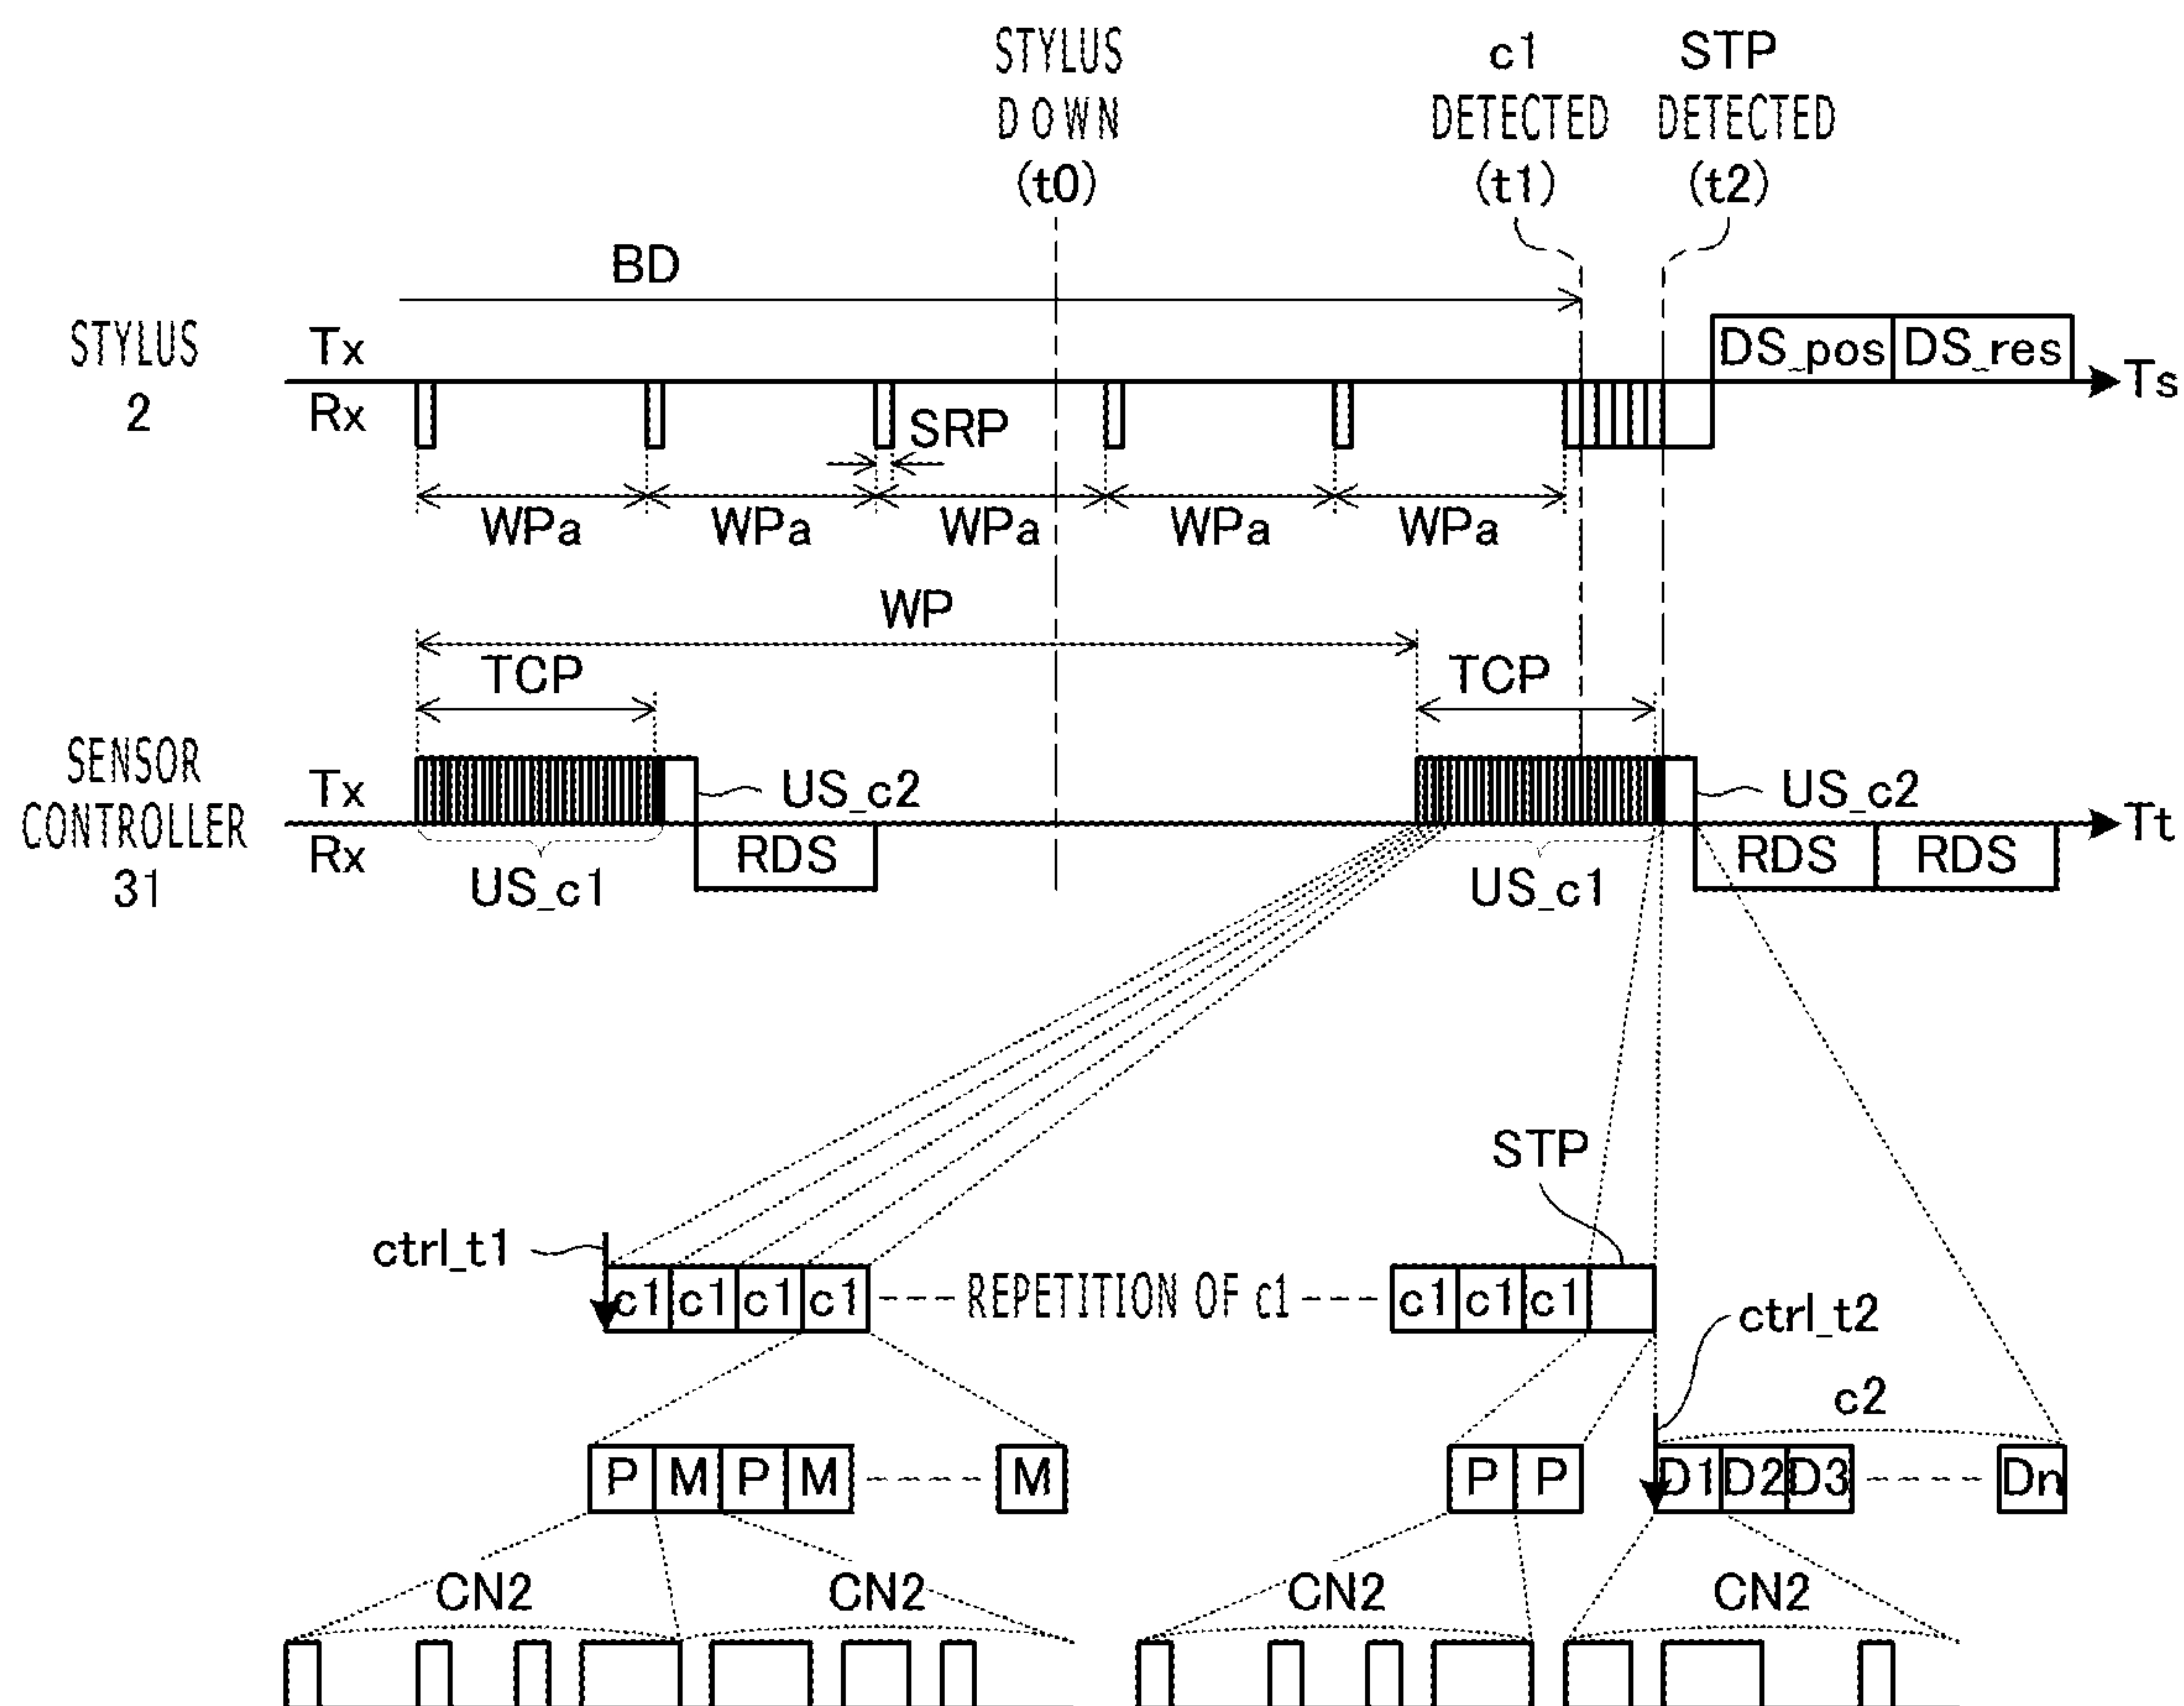 STYLUS DOWN (t0)
c1 DETECTED (t1)
STP DETECTED (t2)
BD
STYLUS 2
Tx
Rx
DS_pos
DS_res
Ts
SRP
WPa
WPa
WPa
WPa
WPa
WP
TCP
TCP
SENSOR CONTROLLER 31
Tx
Rx
US_c2
US_c2
Tt
RDS
RDS
RDS
US_c1
US_c1
STP
ctrl_t1
c1 c1 c1 c1
REPETITION OF c1
c1 c1 c1
ctrl_t2
c2
P M P M
M
P P
D1 D2 D3
Dn
CN2
CN2
CN2
CN2